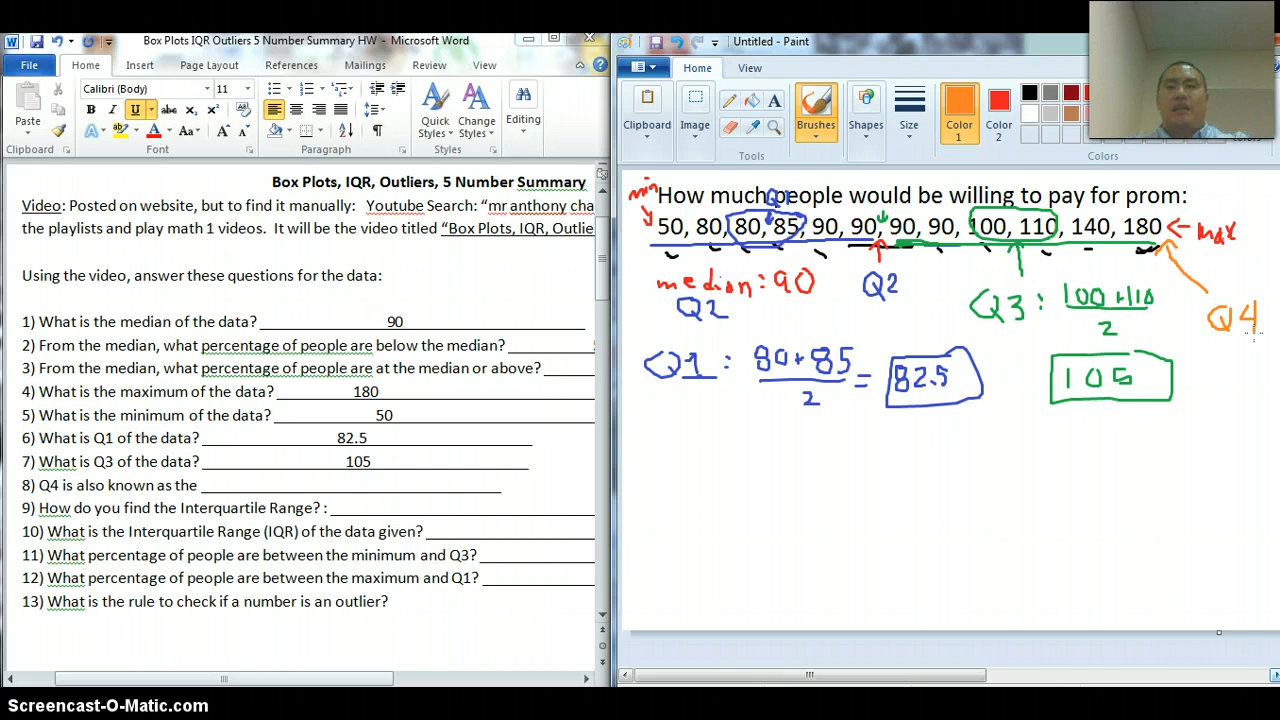 Box Plots IQR Outliers 5 Number Summary HW - Microsoft Word
File Home Insert Page Layout References Mailings
Calibri (Body) 11
Paste
B I U abc x₂ x²
A ab A Aa A A
Quick Styles Change Styles Editing
Clipboard Font Paragraph Styles
Box Plots, IQR, Outliers, 5 Number Summary
Video: Posted on website, but to find it manually: Youtube Search: "mr anthony cha
the playlists and play math 1 videos. It will be the video titled "Box Plots, IQR, Outlie
Using the video, answer these questions for the data:
1) What is the median of the data? 90
2) From the median, what percentage of people are below the median?
3) From the median, what percentage of people are at the median or above?
4) What is the maximum of the data? 180
5) What is the minimum of the data? 50
6) What is Q1 of the data? 82.5
7) What is Q3 of the data? 105
8) Q4 is also known as the
9) How do you find the Interquartile Range? :
10) What is the Interquartile Range (IQR) of the data given?
11) What percentage of people are between the minimum and Q3?
12) What percentage of people are between the maximum and Q1?
13) What is the rule to check if a number is an outlier?
Untitled - Paint
Home View
Clipboard Image A Brushes Shapes Size Color 1 Color 2
Tools Colors
min How much people would be willing to pay for prom:
Q1
50, 80, 80, 85, 90, 90, 90, 90, 100, 110, 140, 180 max
median: 90 Q2 Q3: 100+110
2
Q4
Q2
Q1: 80+85
2
= 82.5 105
Screencast-O-Matic.com